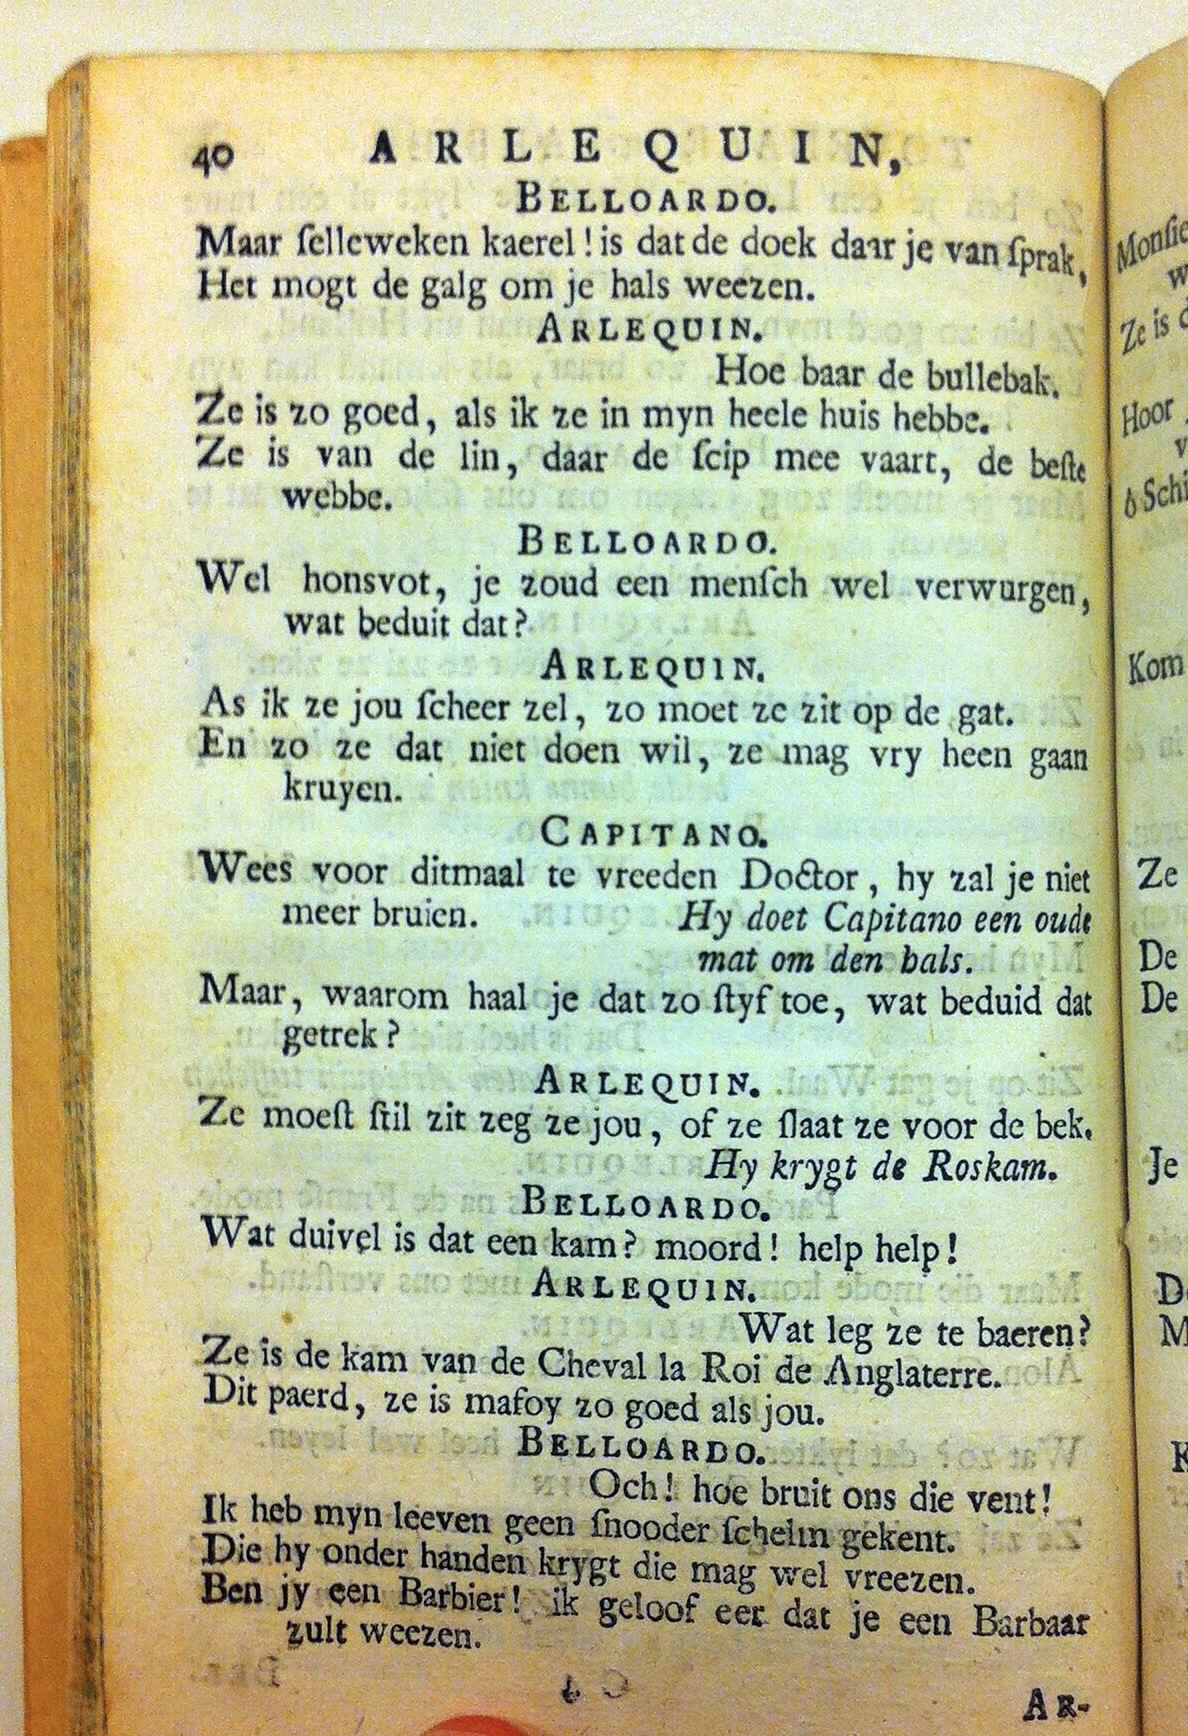 40 ARLEQUIN,
BELLOARDO.
Maar ſelleweken kaerel! is dat de doek daar je van ſprak,
Het mogt de galg om je hals weezen.
ARLEQUIN.
Hoe baar de bullebak.
Ze is zo goed, als ik ze in myn heele huis hebbe.
Ze is van de lin, daar de ſcip mee vaart, de beſte
webbe.
BELLOARDO.
Wel honsvot, je zoud een menſch wel verwurgen,
wat beduit dat?
ARLEQUIN.
As ik ze jou ſcheer zel, zo moet ze zit op de gat.
En zo ze dat niet doen wil, ze mag vry heen gaan
kruyen.
CAPITANO.
Wees voor ditmaal te vreeden Doctor, hy zal je niet
meer bruien. Hy doet Capitano een oude
mat om den hals.
Maar, waarom haal je dat zo ſtyf toe, wat beduid dat
getrek?
ARLEQUIN.
Ze moeſt ſtil zit zeg ze jou, of ze ſlaat ze voor de bek.
Hy krygt de Roskam.
BELLOARDO.
Wat duivel is dat een kam? moord! help help!
ARLEQUIN.
Wat leg ze te baeren?
Ze is de kam van de Cheval la Roi de Anglaterre.
Dit paerd, ze is mafoy zo goed als jou.
BELLOARDO.
Och! hoe bruit ons die vent!
Ik heb myn leeven geen ſnooder ſchelm gekent.
Die hy onder handen krygt die mag wel vreezen.
Ben jy een Barbier! ik geloof eer dat je een Barbaar
zult weezen.
AR-
Monſie
w
Ze is d
Hoor
v
ô Schi
Kom
Ze
De
De
Je
D
M